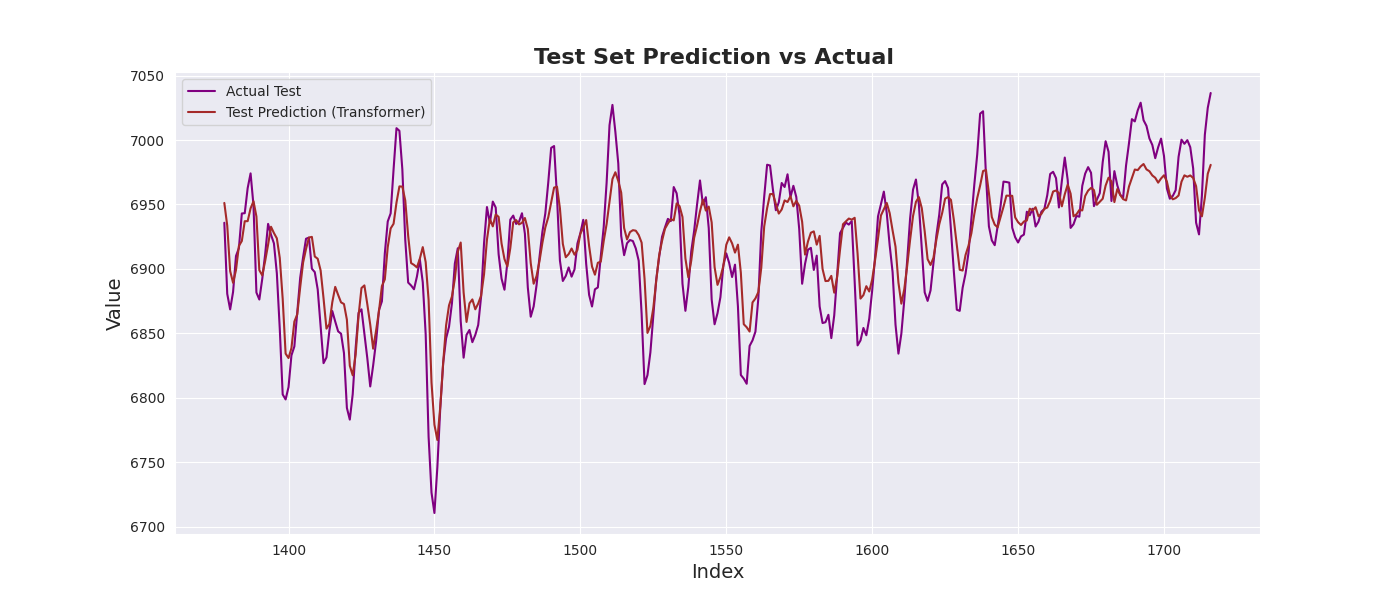 Test Set Prediction vs Actual
Actual Test
Test Prediction (Transformer)
7050
7000
6950
6900
6850
6800
6750
6700
Value
1400 1450 1500 1550 1600 1650 1700
Index